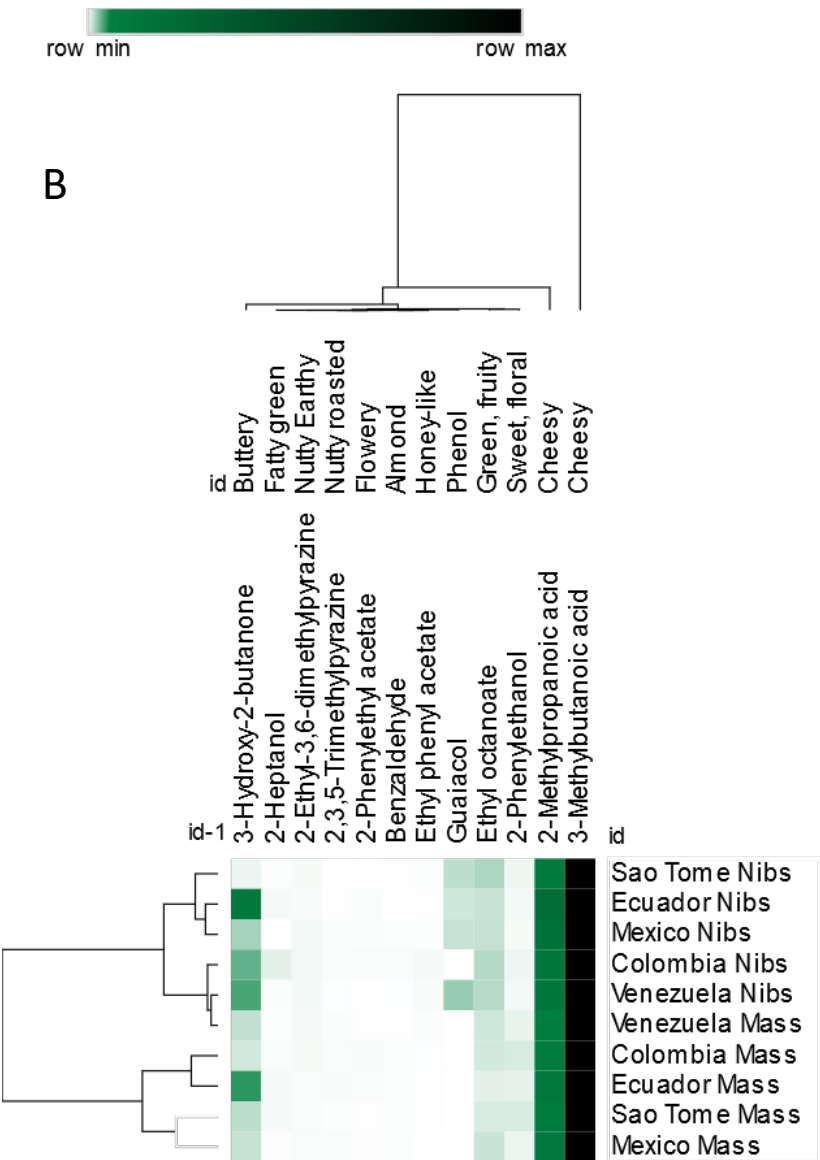 row min
row max
B
id
Buttery
Fatty green
Nutty Earthy
Nutty roasted
Flowery
Almond
Honey-like
Phenol
Green, fruity
Sweet, floral
Cheesy
Cheesy
id-1
3-Hydroxy-2-butanone
2-Heptanol
2-Ethyl-3,6-dimethylpyrazine
2,3,5-Trimethylpyrazine
2-Phenylethyl acetate
Benzaldehyde
Ethyl phenyl acetate
Guaiacol
Ethyl octanoate
2-Phenylethanol
2-Methylpropanoic acid
3-Methylbutanoic acid
id
Sao Tome Nibs
Ecuador Nibs
Mexico Nibs
Colombia Nibs
Venezuela Nibs
Venezuela Mass
Colombia Mass
Ecuador Mass
Sao Tome Mass
Mexico Mass